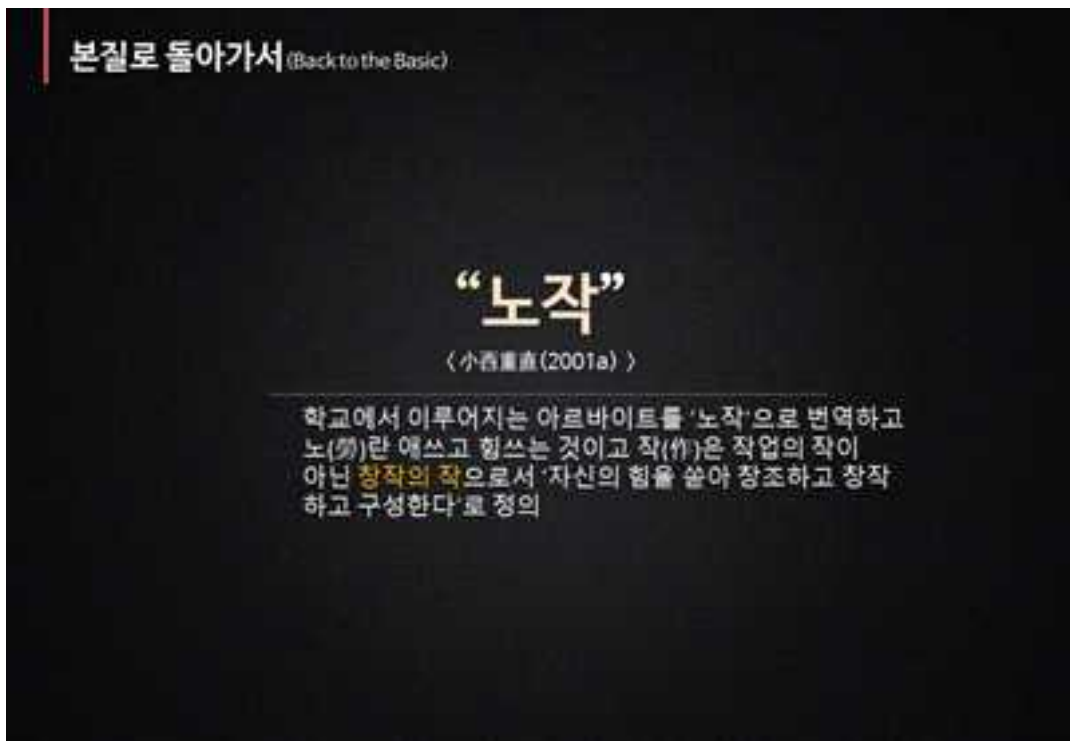 본질로 돌아가서(Back to the Basic)
“노작”
〈小西重直(2001a) 〉
학교에서 이루어지는 아르바이트를 '노작'으로 번역하고
노(勞)란 애쓰고 힘쓰는 것이고 작(作)은 작업의 작이
아닌 창작의 작으로서 '자신의 힘을 쏟아 창조하고 창작
하고 구성한다'로 정의